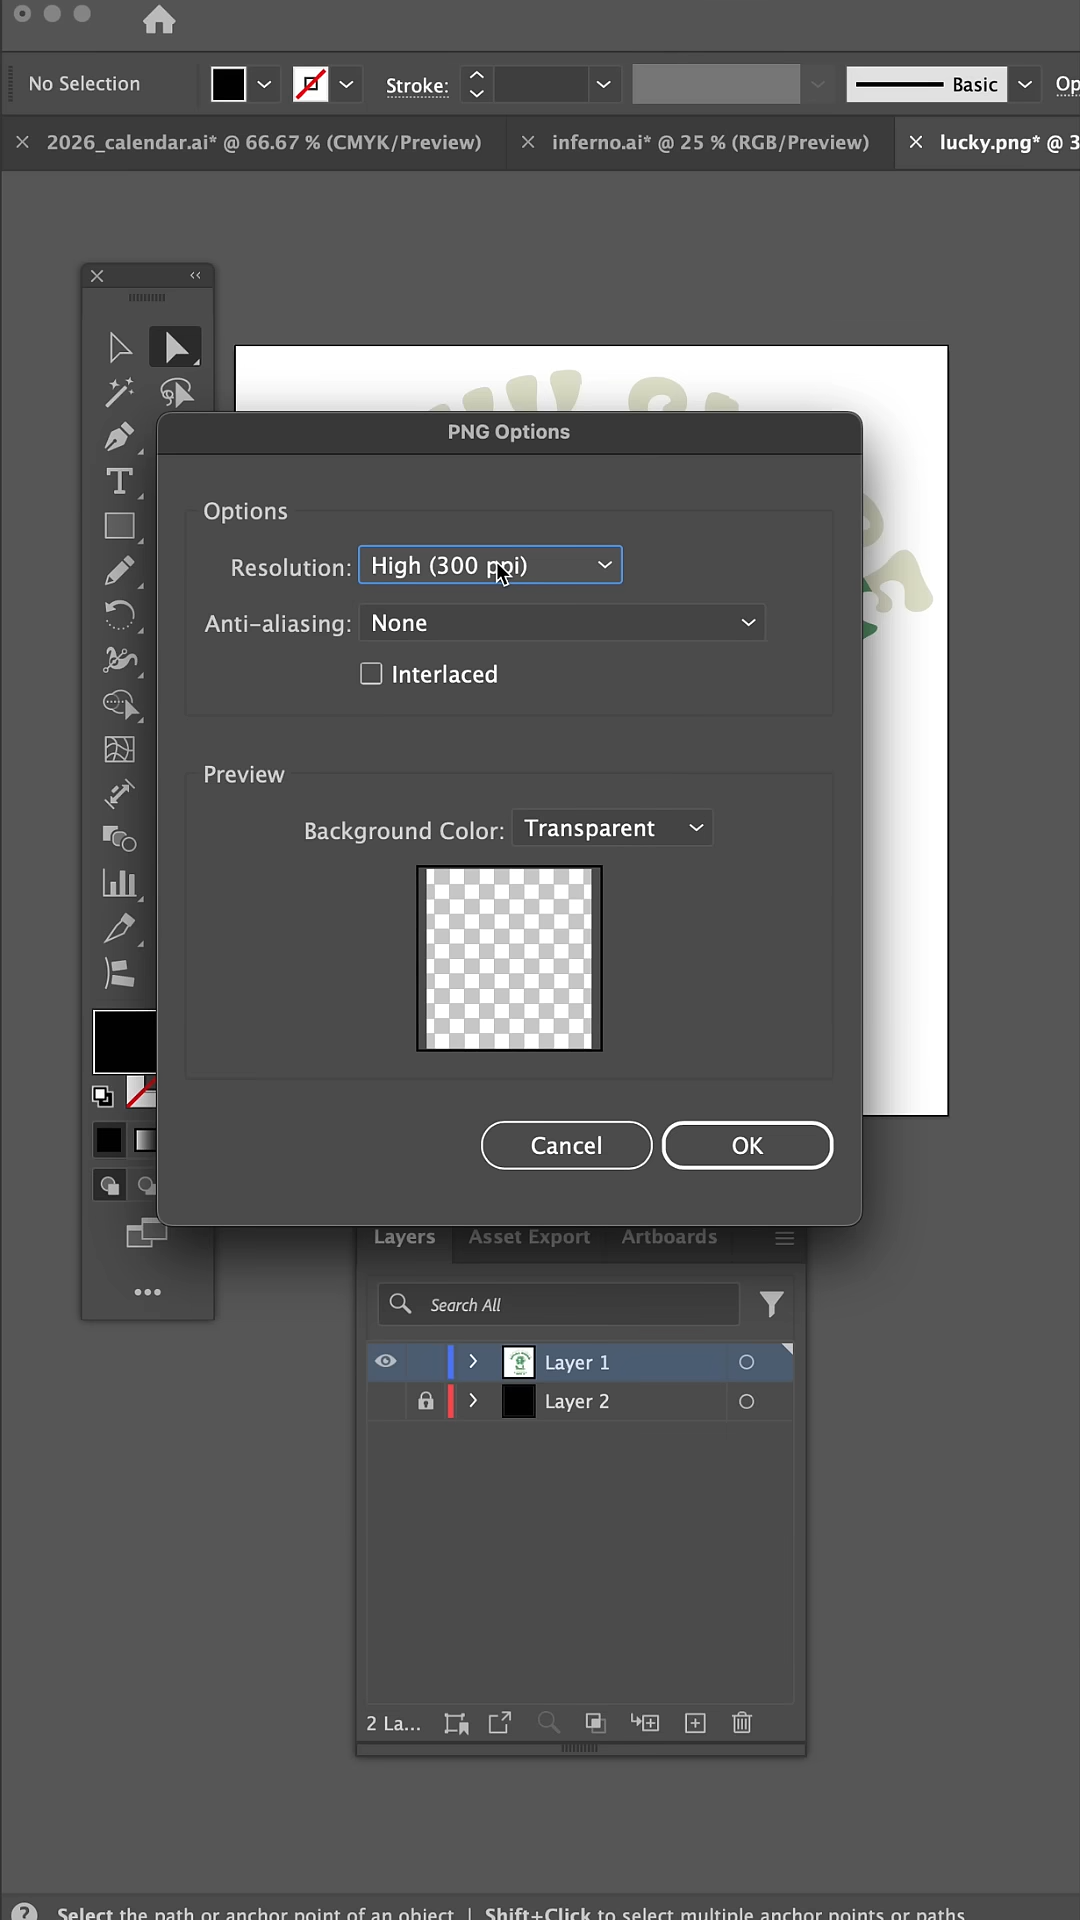 No Selection
Stroke:
Basic
Op
2026_calendar.ai* @ 66.67 % (CMYK/Preview)
inferno.ai* @ 25 % (RGB/Preview)
lucky.png* @ 3
PNG Options
Options
Resolution: High (300 ppi)
Anti-aliasing: None
Interlaced
Preview
Background Color: Transparent
Cancel
OK
Layers
Asset Export
Artboards
Search All
Layer 1
Layer 2
2 La...
Select the path or anchor point of an object | Shift+Click to select multiple anchor points or paths